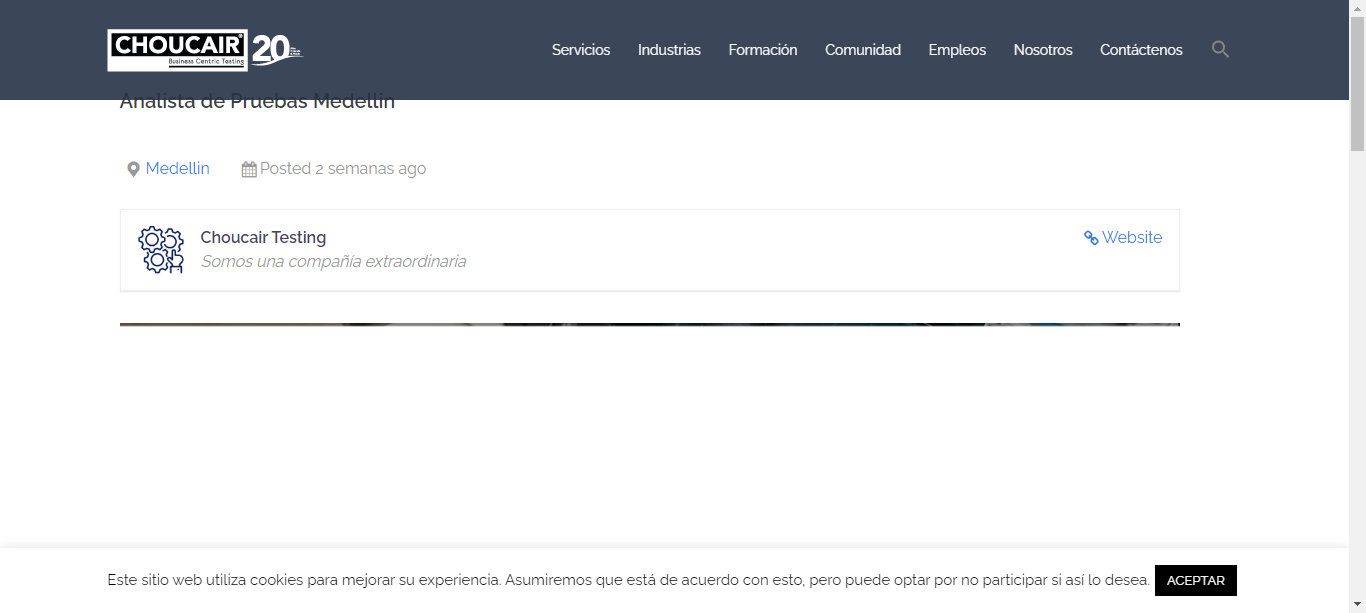 CHOUCAIR®
Business Centric Testing
20
Servicios
Industrias
Formación
Comunidad
Empleos
Nosotros
Contáctenos
Analista de Pruebas Medellin
Medellin
Posted 2 semanas ago
Choucair Testing
Website
Somos una compañía extraordinaria
Este sitio web utiliza cookies para mejorar su experiencia. Asumiremos que está de acuerdo con esto, pero puede optar por no participar si así lo desea.
ACEPTAR